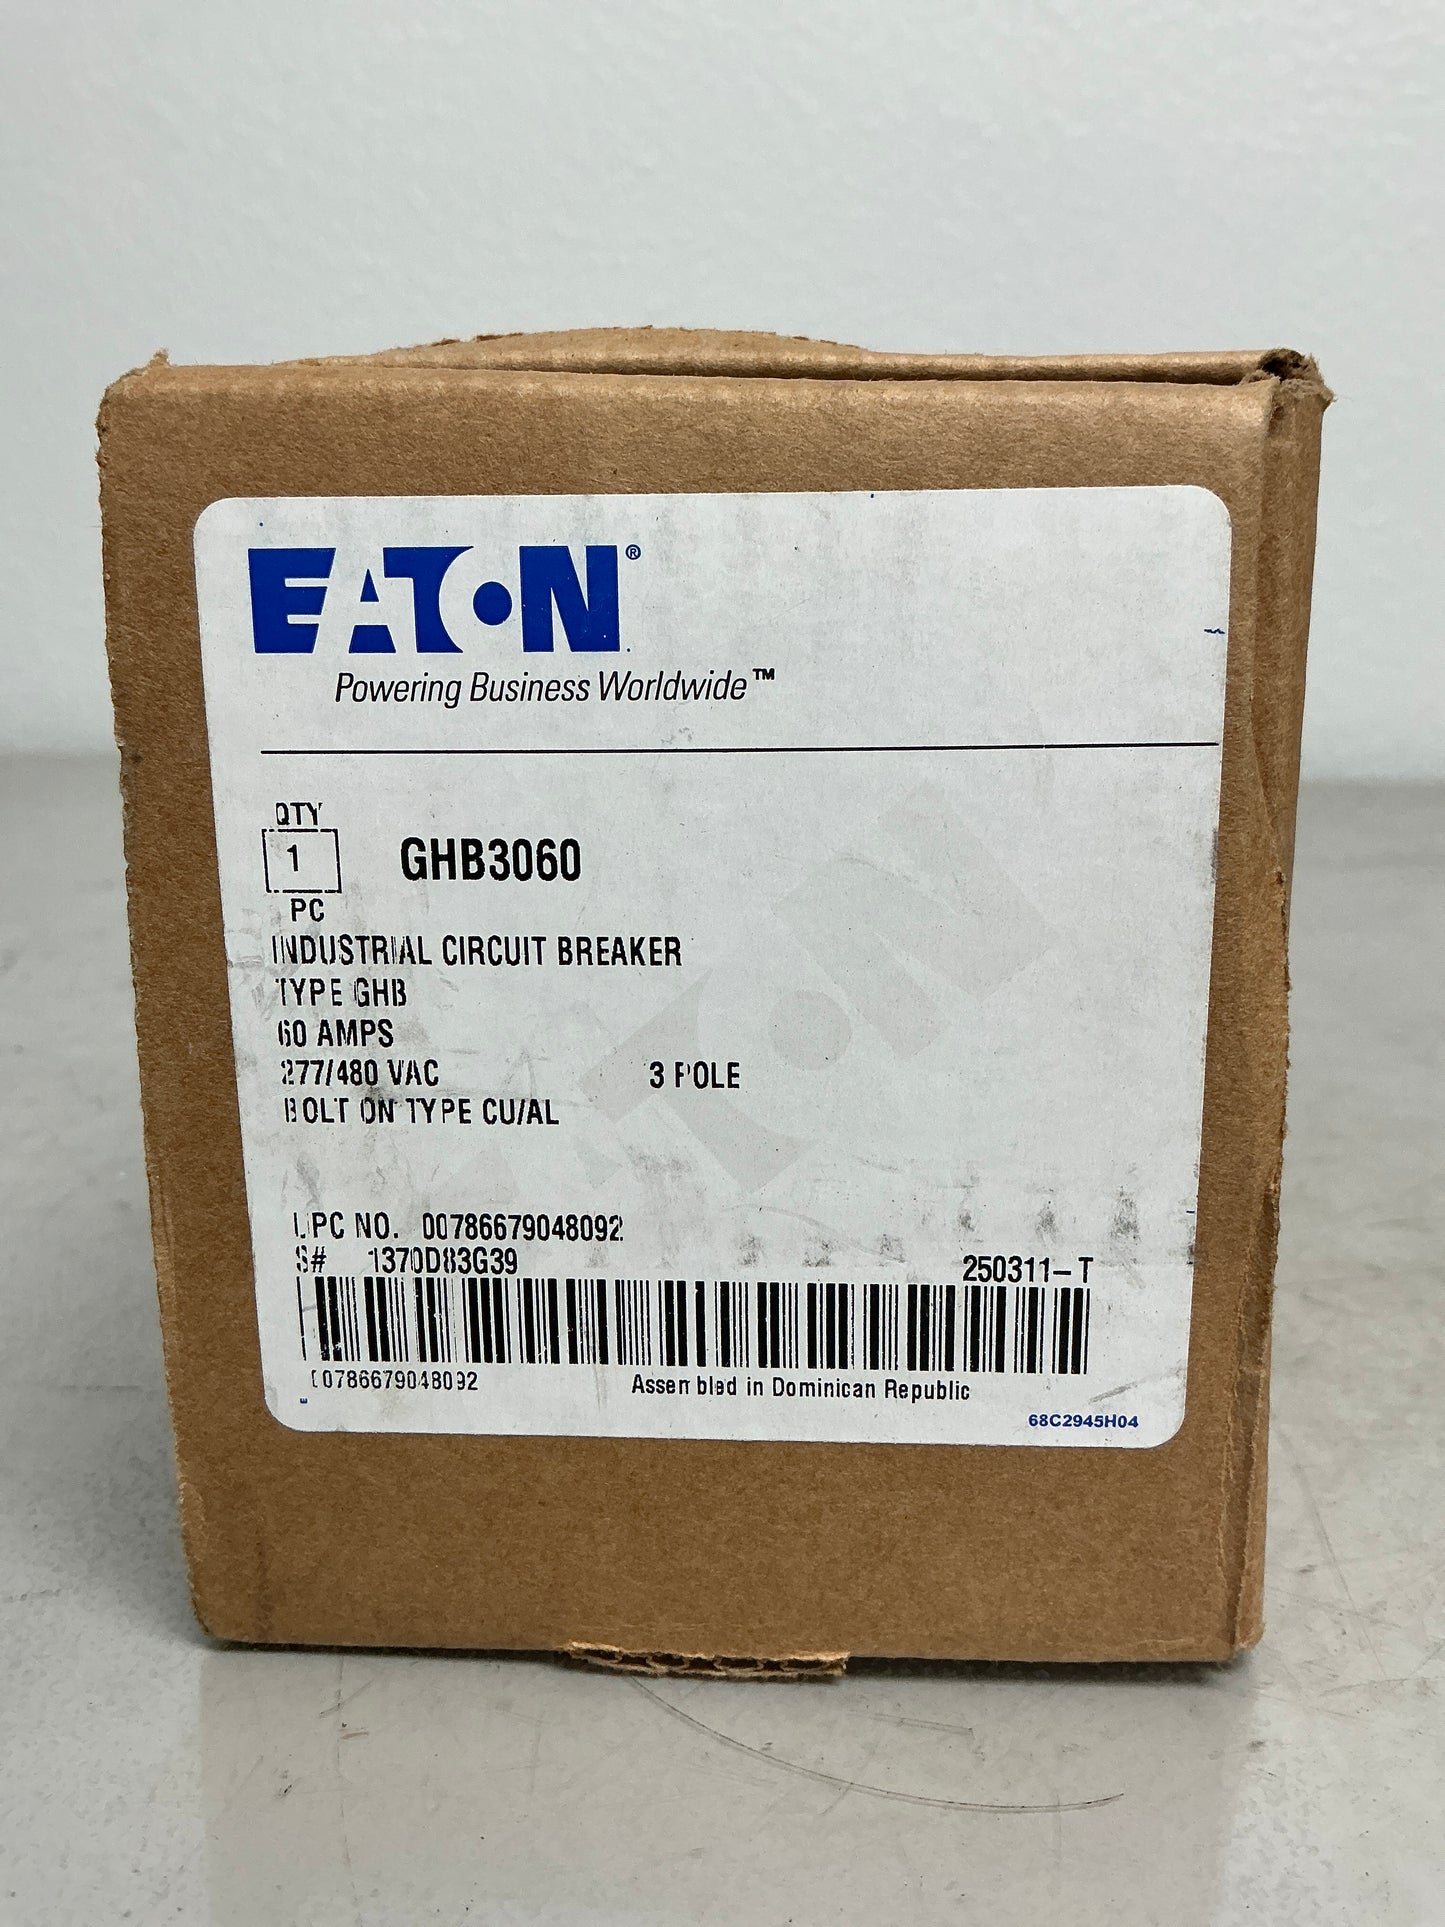 EATON®
Powering Business Worldwide™
QTY
1 GHB3060
PC
INDUSTRIAL CIRCUIT BREAKER
TYPE GHB
60 AMPS
277/480 VAC 3 POLE
BOLT ON TYPE CU/AL
UPC NO. 00786679048092
S# 1370D83G39 250311-T
00786679048092 Assembled in Dominican Republic
68C2945H04